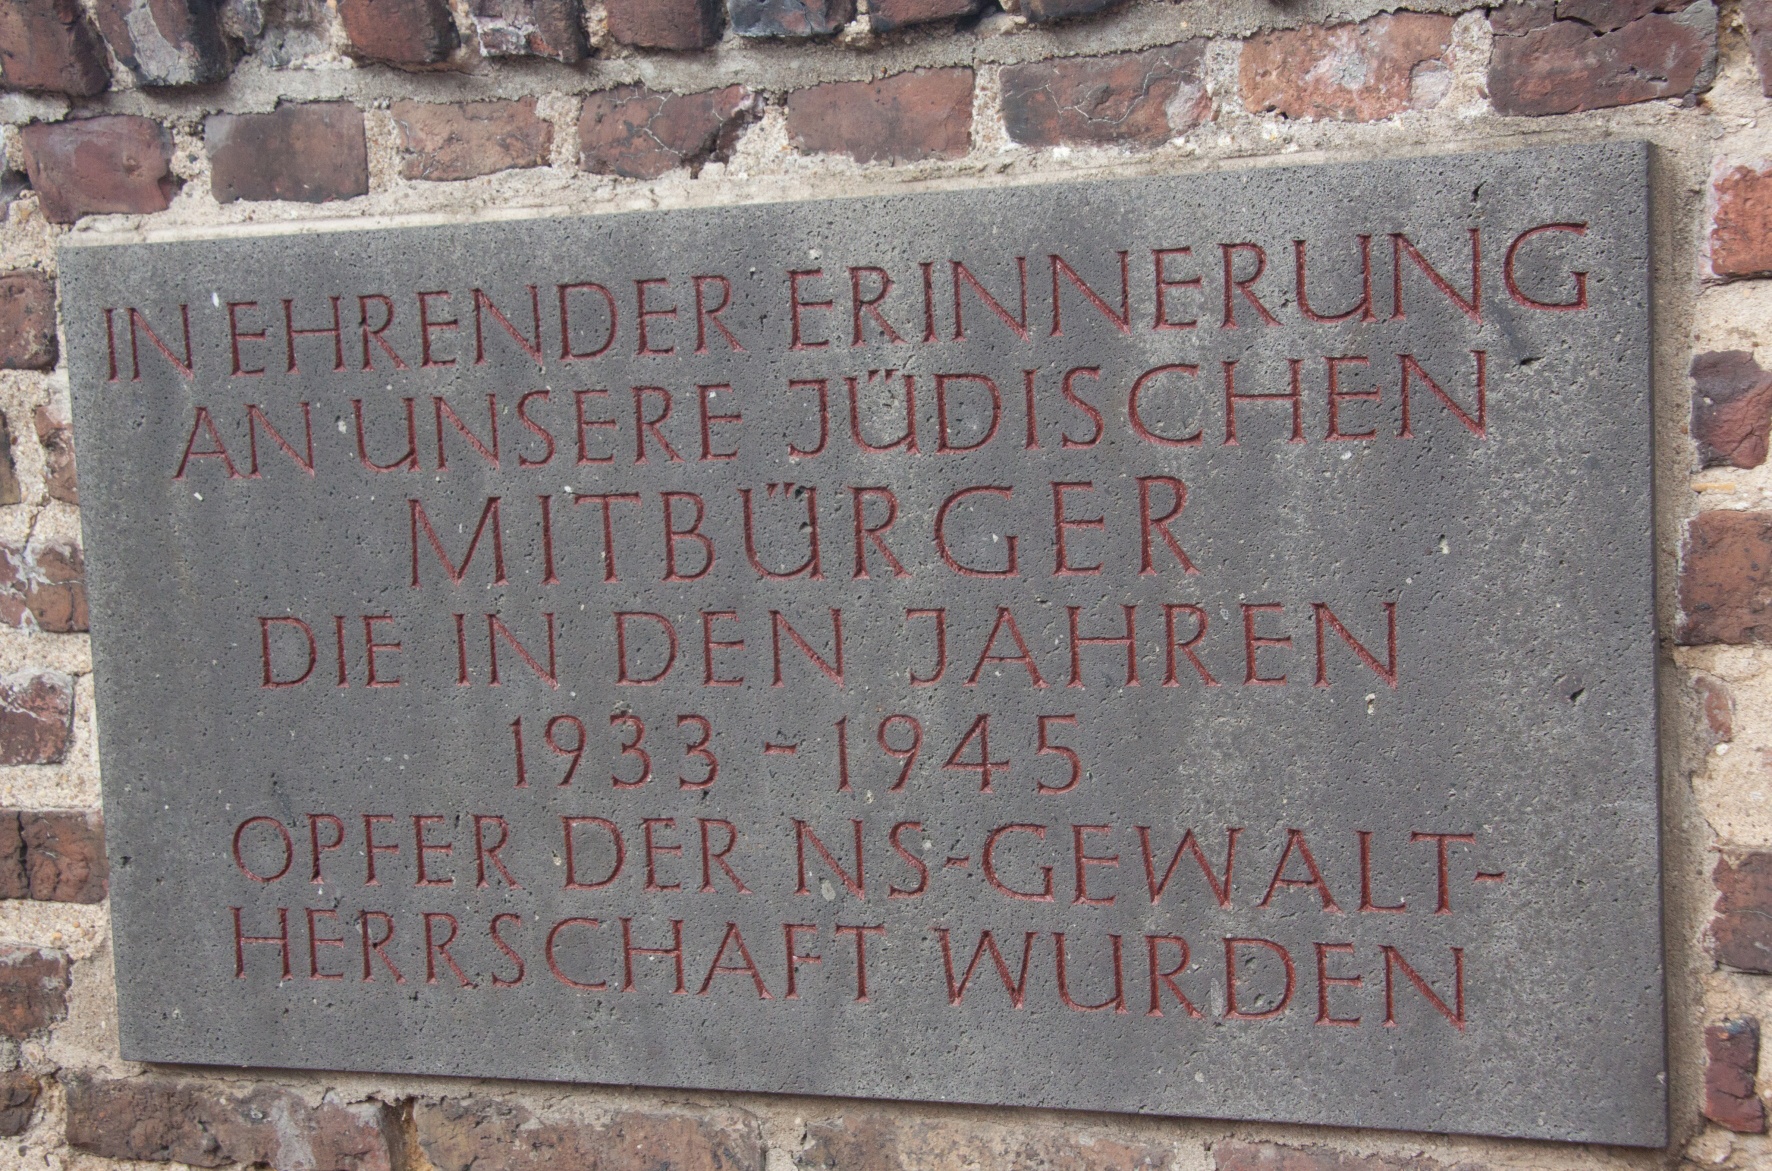 IN EHRENDER ERINNERUNG
AN UNSERE JÜDISCHEN
MITBÜRGER
DIE IN DEN JAHREN
1933 - 1945
OPFER DER NS-GEWALT-
HERRSCHAFT WURDEN